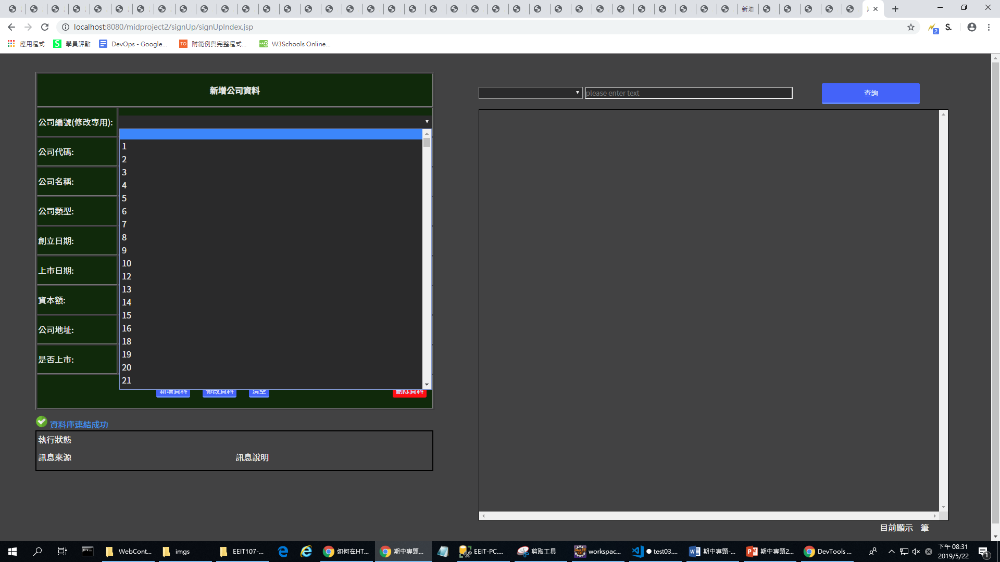 新增
localhost:8080/midproject2/signUp/signUpIndex.jsp
2
S.
應用程式
S 學員評點
DevOps - Google...
TO 附範例與完整程式...
w3 W3Schools Online...
新增公司資料
公司編號(修改專用):
1
2
3
4
5
6
7
8
9
10
12
13
14
15
16
18
19
20
21
公司代碼:
公司名稱:
公司類型:
創立日期:
上市日期:
資本額:
公司地址:
是否上市:
新增資料 修改資料 清空 刪除資料
資料庫連結成功
執行狀態
訊息來源 訊息說明
please enter text
查詢
目前顯示 筆
WebCont...
imgs
EEIT107-...
如何在HT...
期中專題...
EEIT-PC....
剪取工具
workspac...
test03....
期中專題-...
期中專題2...
DevTools ...
下午 08:31
2019/5/22
1